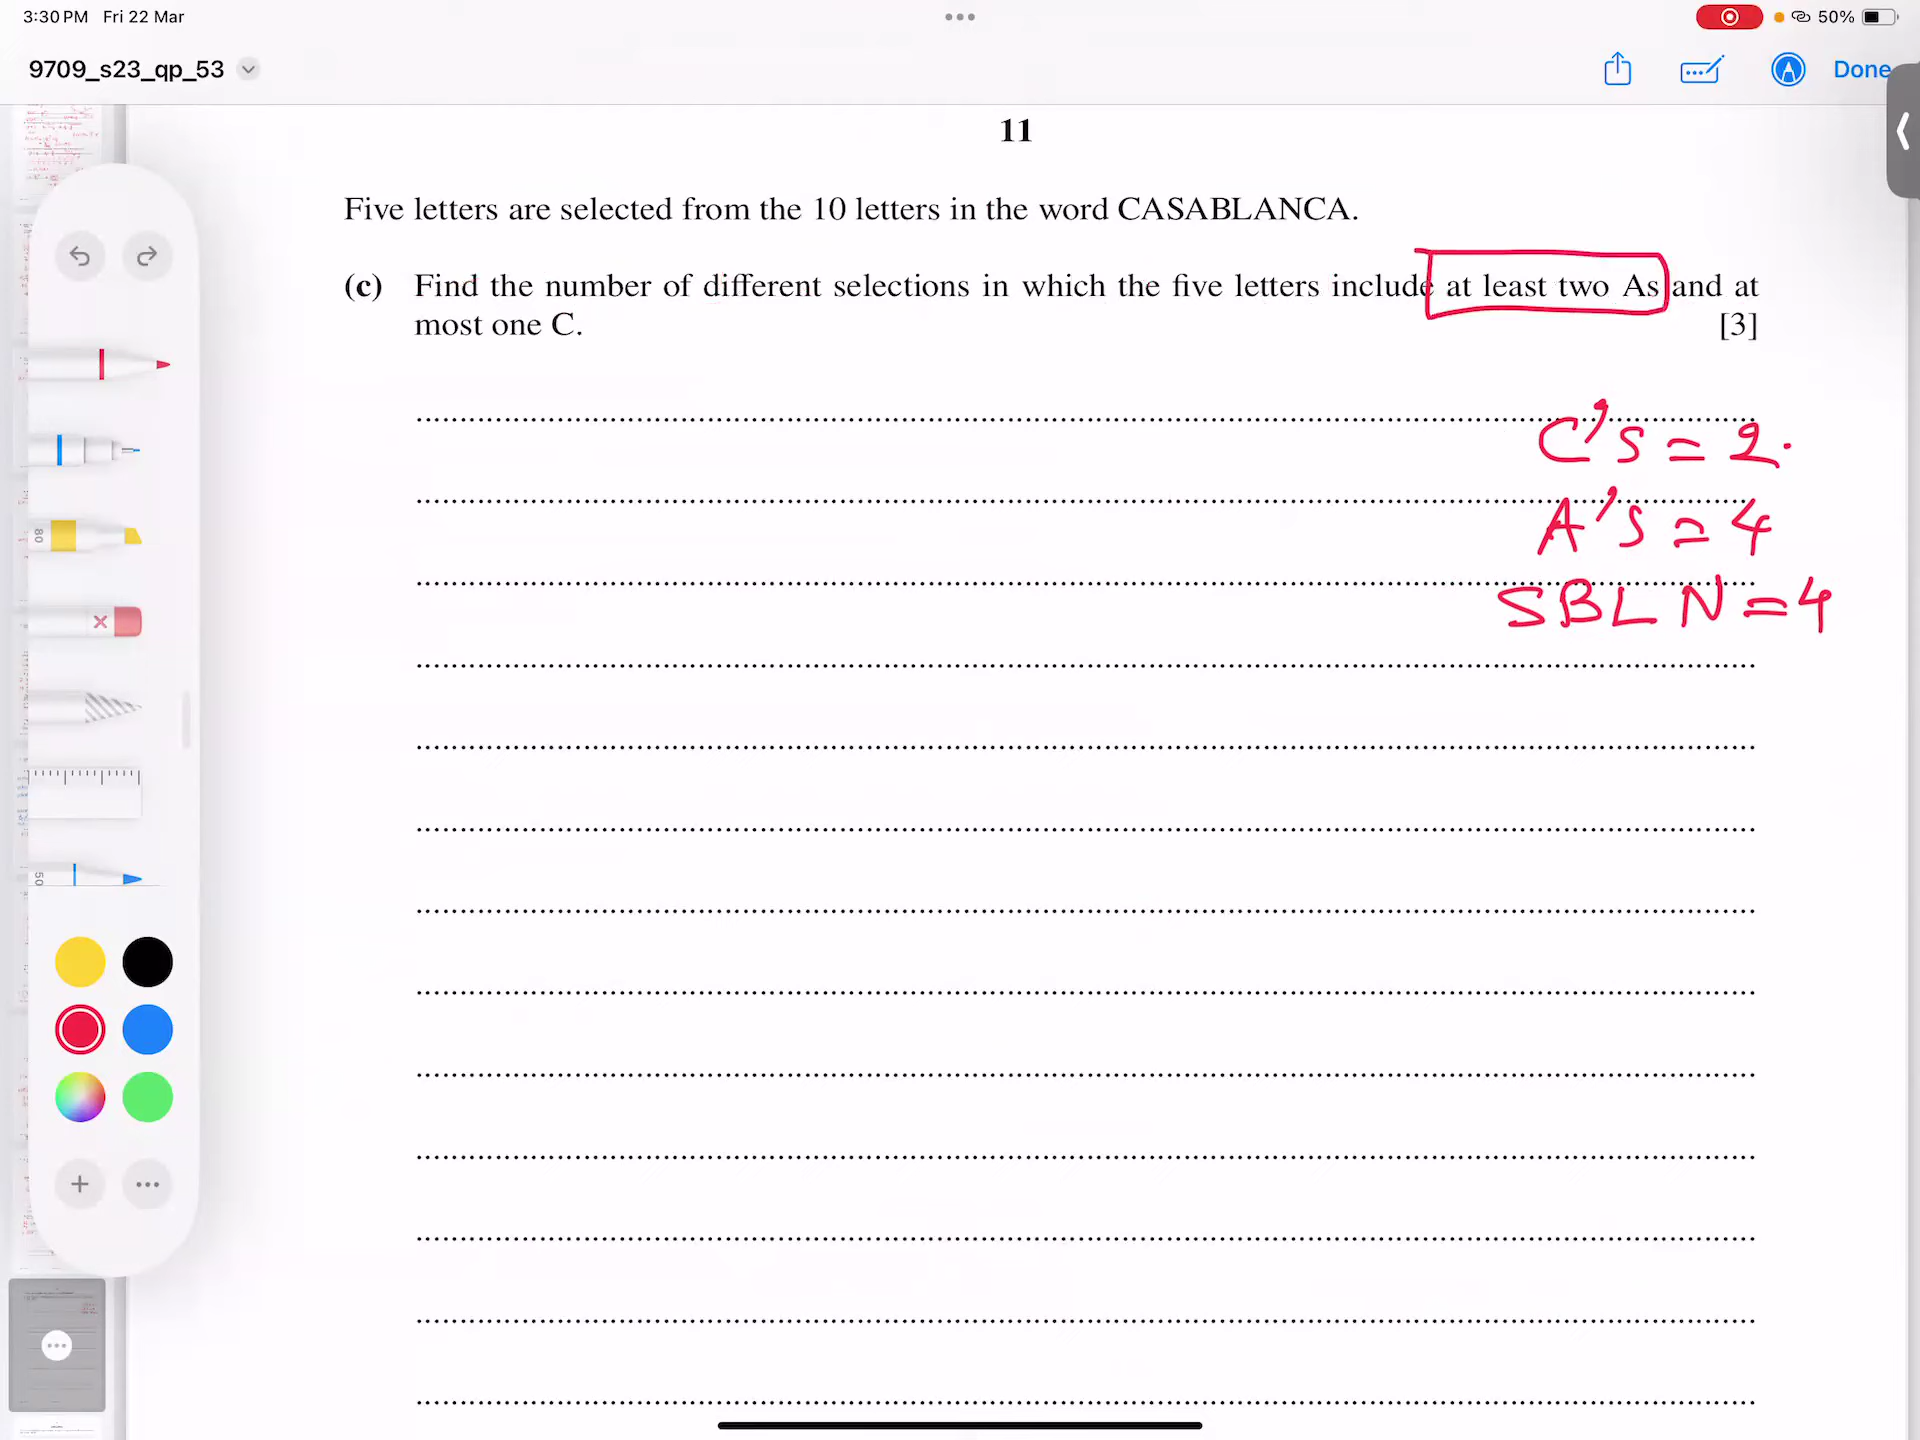 3:30 PM Fri 22 Mar
50%
9709_s23_qp_53
Done
11
Five letters are selected from the 10 letters in the word CASABLANCA.
(c) Find the number of different selections in which the five letters include at least two As and at
most one C. [3]
C's = 2.
A's = 4
SBLN = 4
80
50